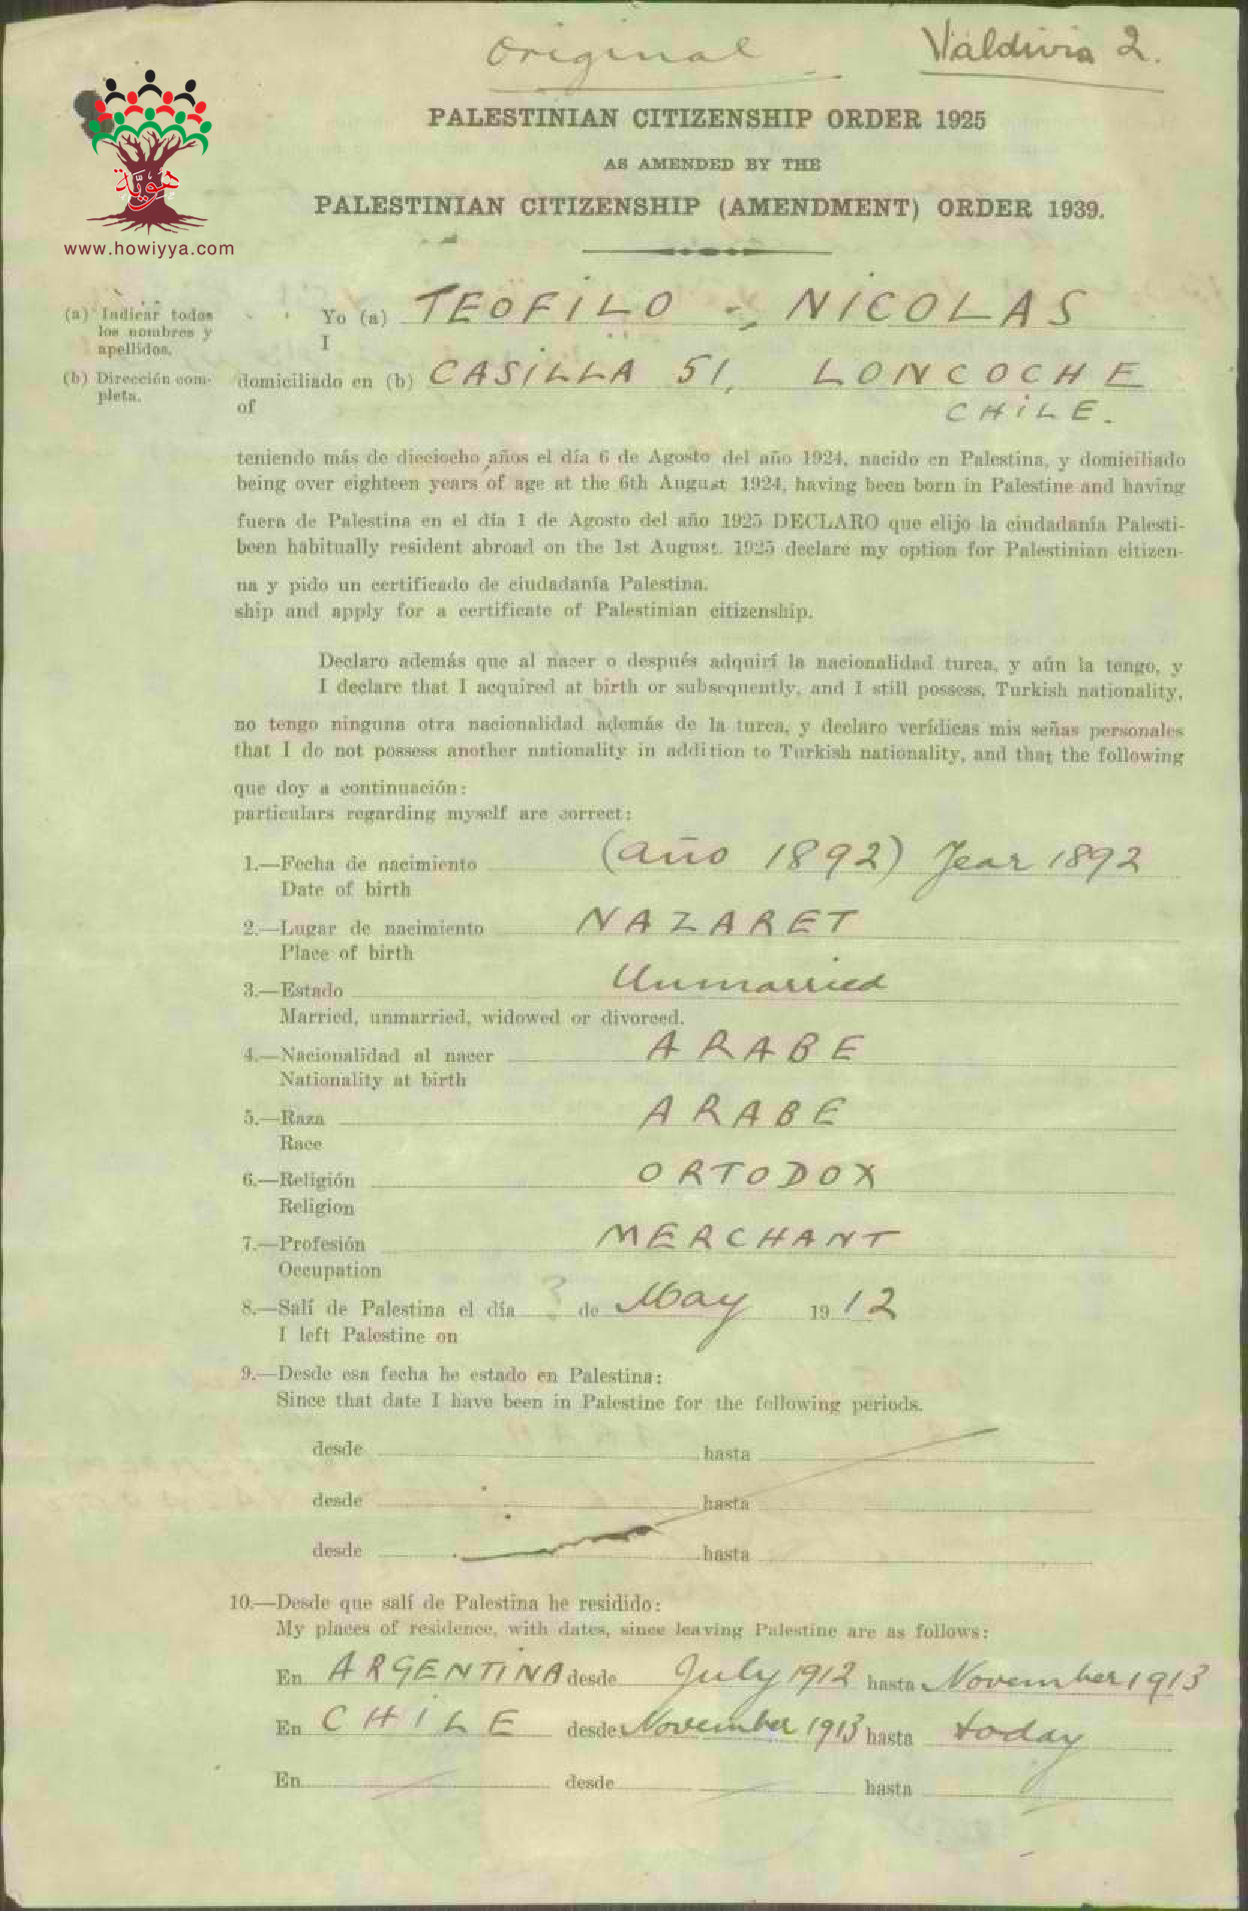 Original
Valdivia 2.
هويّة
www.howiyya.com
PALESTINIAN CITIZENSHIP ORDER 1925
AS AMENDED BY THE
PALESTINIAN CITIZENSHIP (AMENDMENT) ORDER 1939.
(a) Indicar todos
los nombres y
apellidos.
(b) Dirección com-
pleta.
Yo (a) TEOFILO - NICOLAS
I
domiciliado en (b) CASILLA 51, LONCOCHE
of CHILE.
teniendo más de dieciocho años el día 6 de Agosto del año 1924, nacido en Palestina, y domiciliado
being over eighteen years of age at the 6th August 1924, having been born in Palestine and having
fuera de Palestina en el día 1 de Agosto del año 1925 DECLARO que elijo la ciudadanía Palesti-
been habitually resident abroad on the 1st August. 1925 declare my option for Palestinian citizen-
na y pido un certificado de ciudadanía Palestina.
ship and apply for a certificate of Palestinian citizenship.
Declaro además que al nacer o después adquirí la nacionalidad turca, y aún la tengo, y
I declare that I acquired at birth or subsequently, and I still possess, Turkish nationality,
no tengo ninguna otra nacionalidad además de la turca, y declaro verídicas mis señas personales
that I do not possess another nationality in addition to Turkish nationality, and that the following
que doy a continuación:
particulars regarding myself are correct:
1.—Fecha de nacimiento (año 1892) Year 1892
Date of birth
2.—Lugar de nacimiento NAZARET
Place of birth
3.—Estado Unmarried
Married, unmarried, widowed or divorced.
4.—Nacionalidad al nacer ARABE
Nationality at birth
5.—Raza ARABE
Race
6.—Religión ORTODOX
Religion
7.—Profesión MERCHANT
Occupation
8.—Salí de Palestina el día ? de May 1912
I left Palestine on
9.—Desde esa fecha he estado en Palestina:
Since that date I have been in Palestine for the following periods.
desde hasta
desde hasta
desde hasta
10.—Desde que salí de Palestina he residido:
My places of residence, with dates, since leaving Palestine are as follows:
En ARGENTINA desde July 1912 hasta November 1913
En CHILE desde November 1913 hasta today
En desde hasta